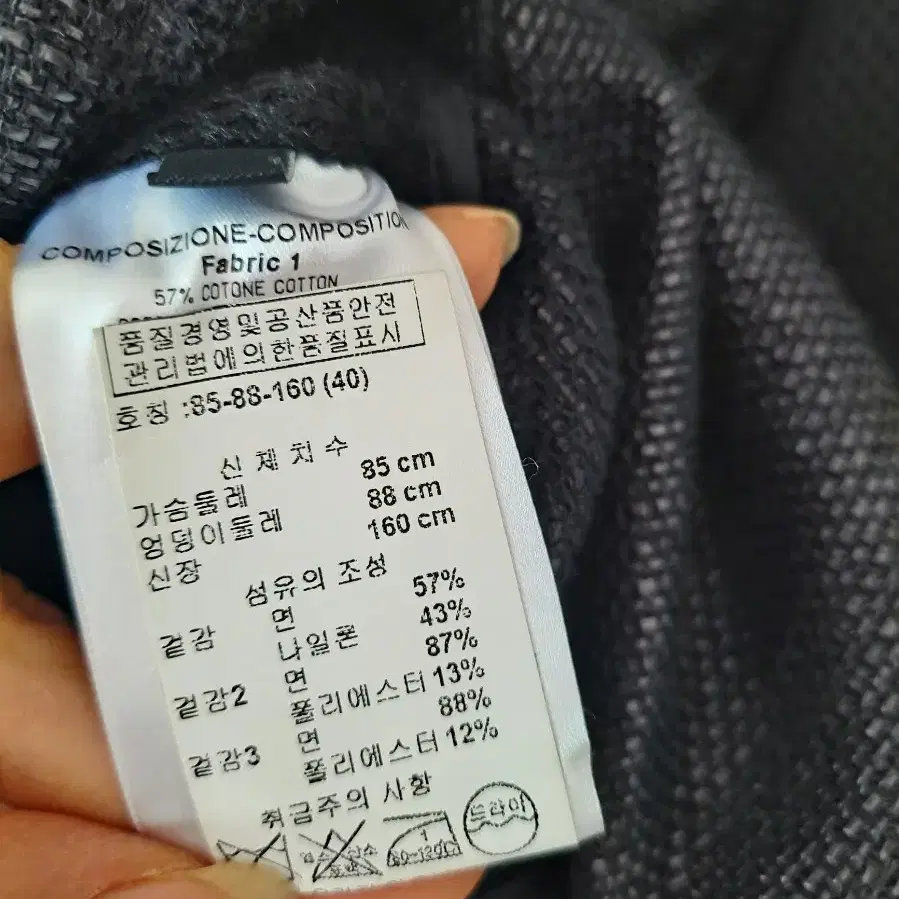 COMPOSIZIONE-COMPOSITION
Fabric 1
57% COTONE COTTON
품질경영및공산품안전
관리법에의한품질표시
호칭 :85-88-160 (40)
신체치수
가슴둘레 85 cm
엉덩이둘레 88 cm
신장 160 cm
섬유의 조성
겉감 면 57%
나일론 43%
겉감2 면 87%
폴리에스터 13%
겉감3 면 88%
폴리에스터 12%
취급주의 사항
1
80-120℃
드라이